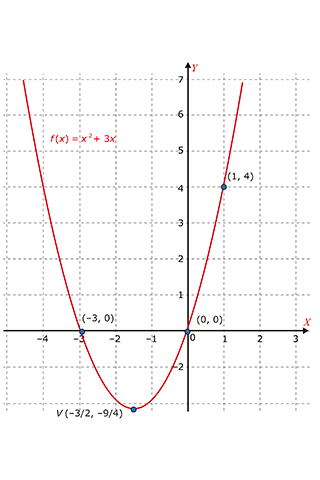 Y
7
f(x) = x² + 3x
6
5
(1, 4)
4
3
2
1
(–3, 0)
(0, 0)
X
–4 –3 –2 –1 0 1 2 3
–2
V (–3/2, –9/4)